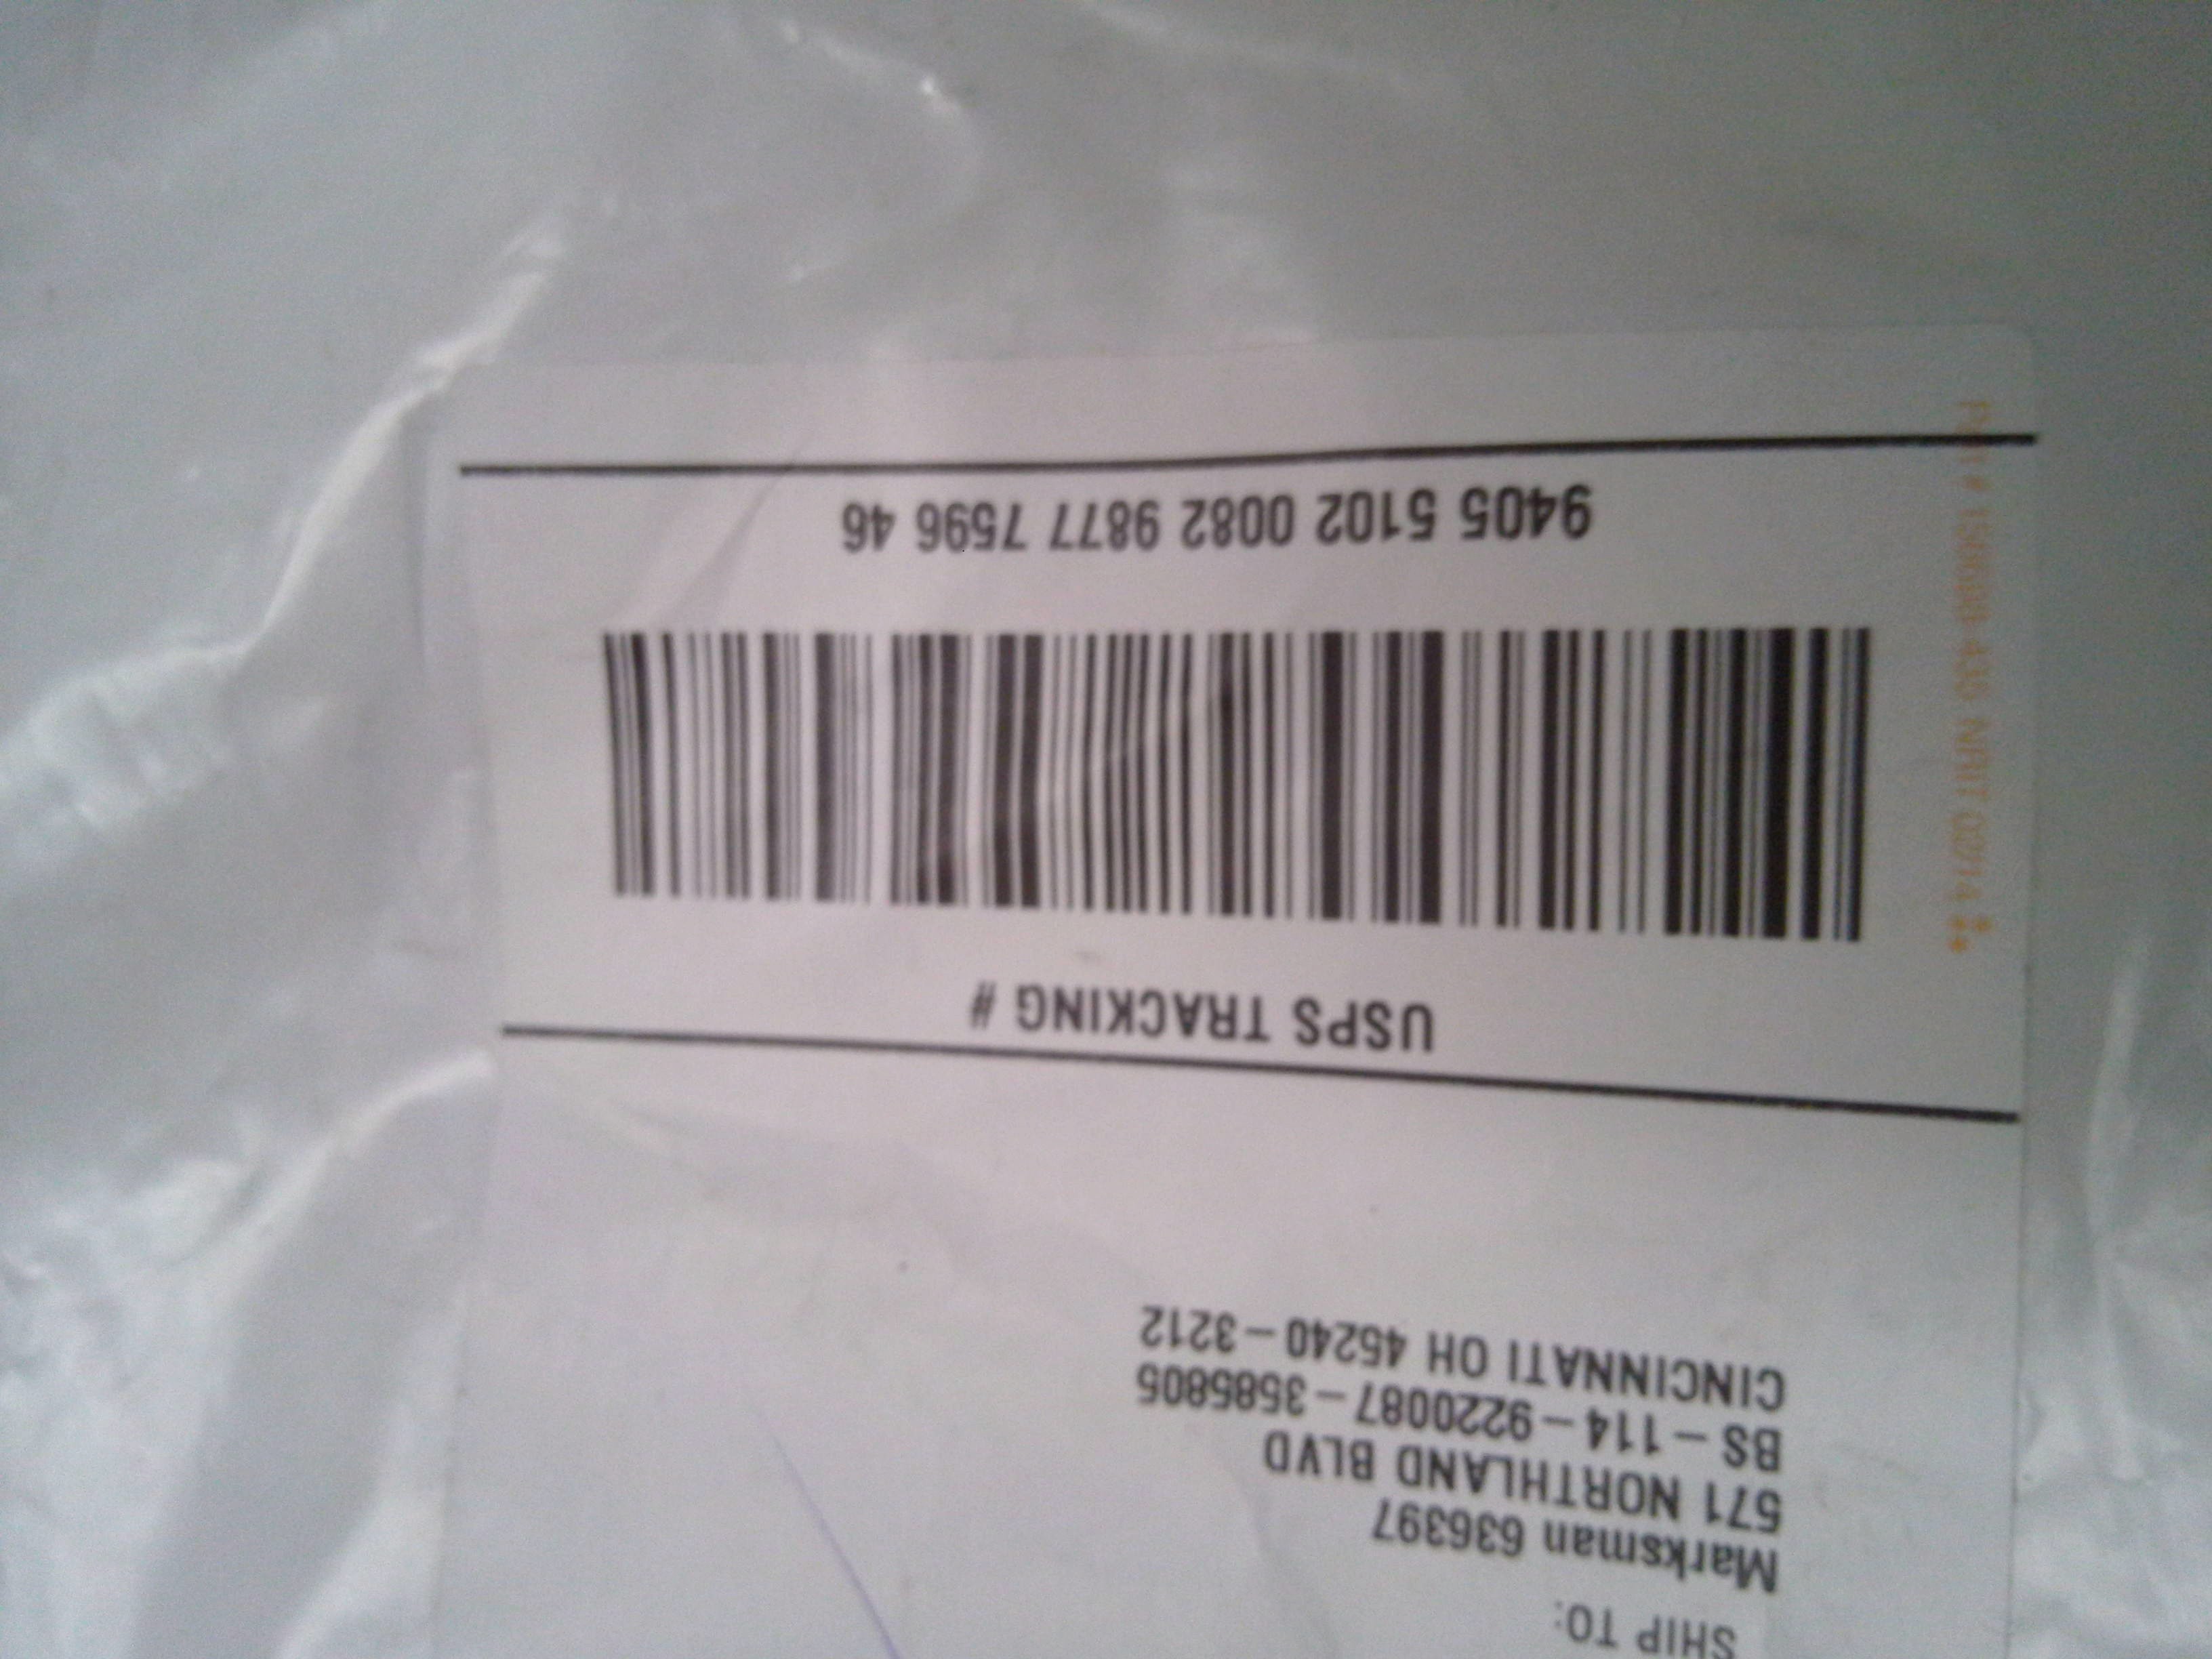 SHIP TO:
Marksman 636397
571 NORTHLAND BLVD
BS-114-9220087-3585805
CINCINNATI OH 45240-3212
USPS TRACKING #
9405 5102 0082 9877 7596 46